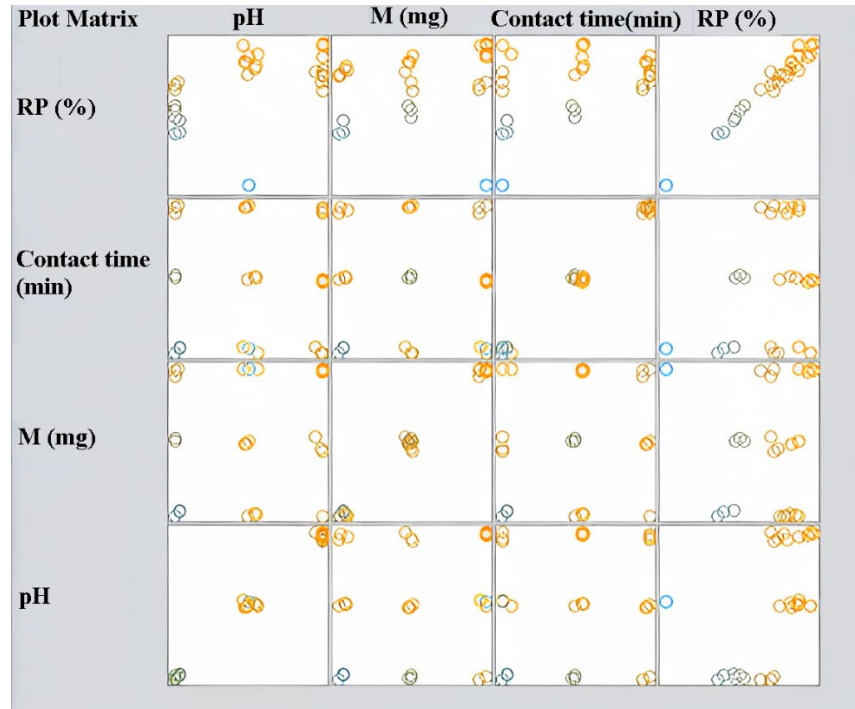 Plot Matrix pH M (mg) Contact time(min) RP (%)
RP (%)
Contact time
(min)
M (mg)
pH